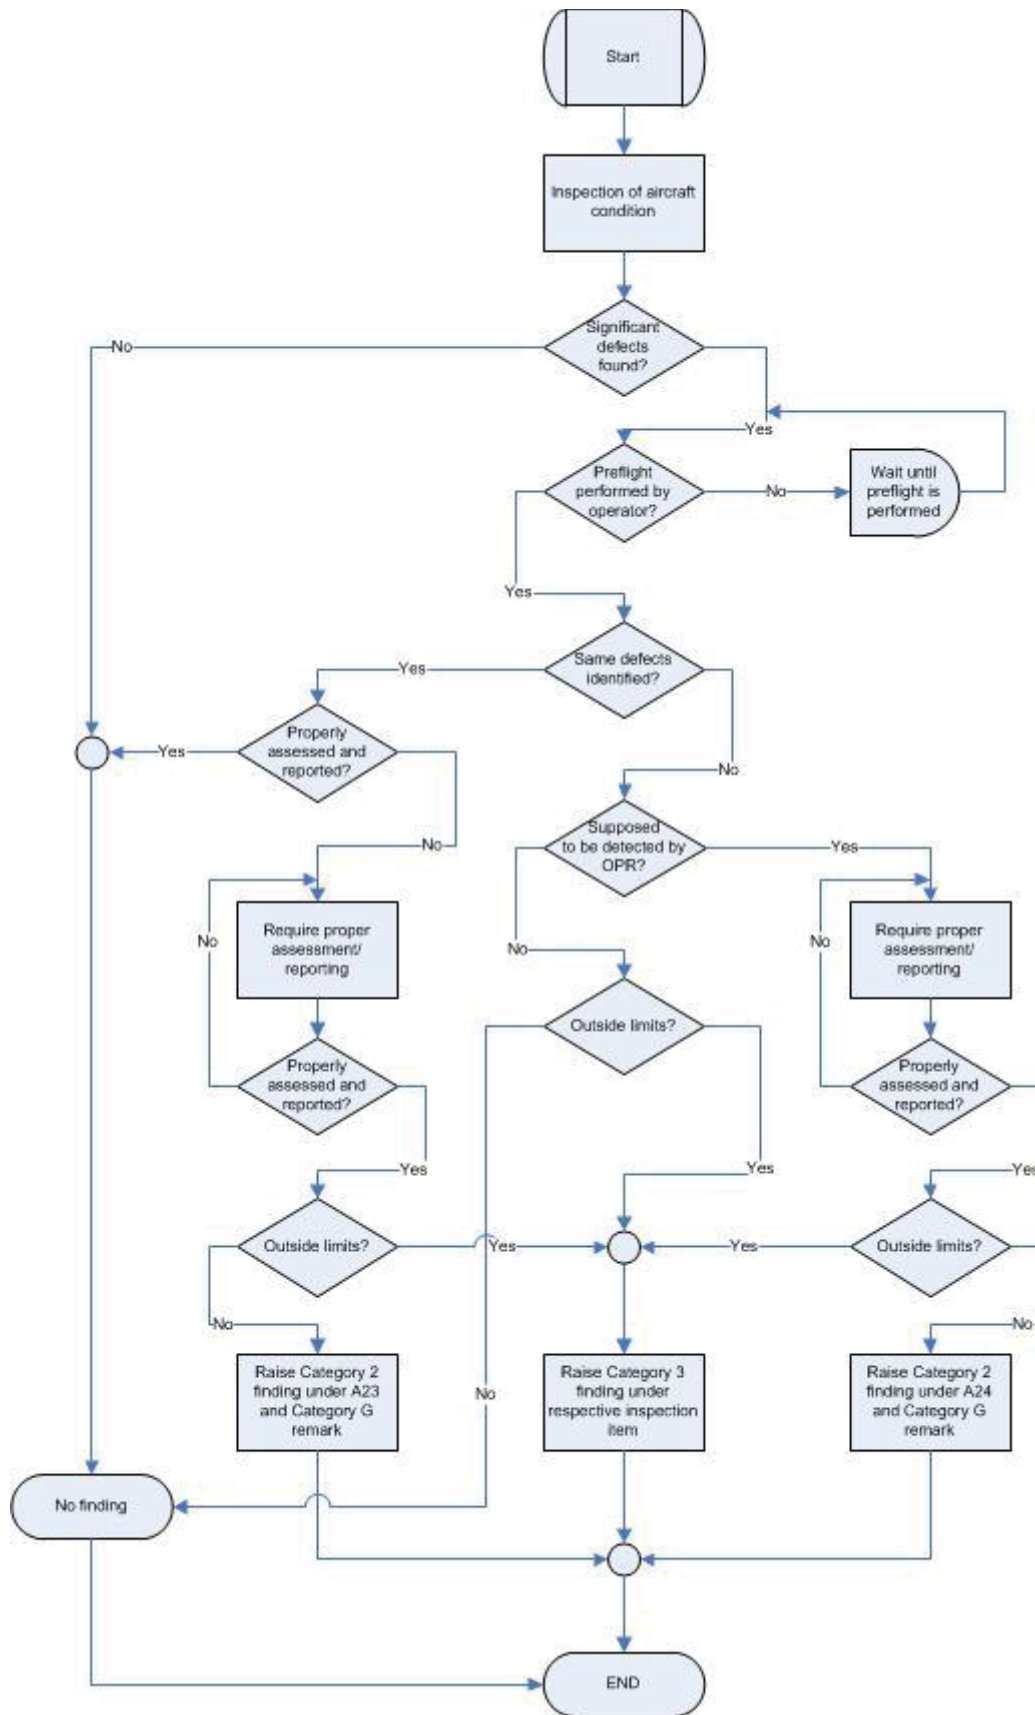 Start
Inspection of aircraft
condition
Significant
defects
found?
No
Yes
Preflight
performed by
operator?
No
Wait until
preflight is
performed
Yes
Same defects
identified?
Yes
No
Properly
assessed and
reported?
Yes
No
Supposed
to be detected by
OPR?
Yes
No
Require proper
assessment/
reporting
No
Require proper
assessment/
reporting
No
Outside limits?
Properly
assessed and
reported?
Properly
assessed and
reported?
Yes
Yes
Yes
Outside limits?
Yes
Yes
Outside limits?
No
No
Raise Category 2
finding under A23
and Category G
remark
No
Raise Category 3
finding under
respective inspection
item
Raise Category 2
finding under A24
and Category G
remark
No finding
END